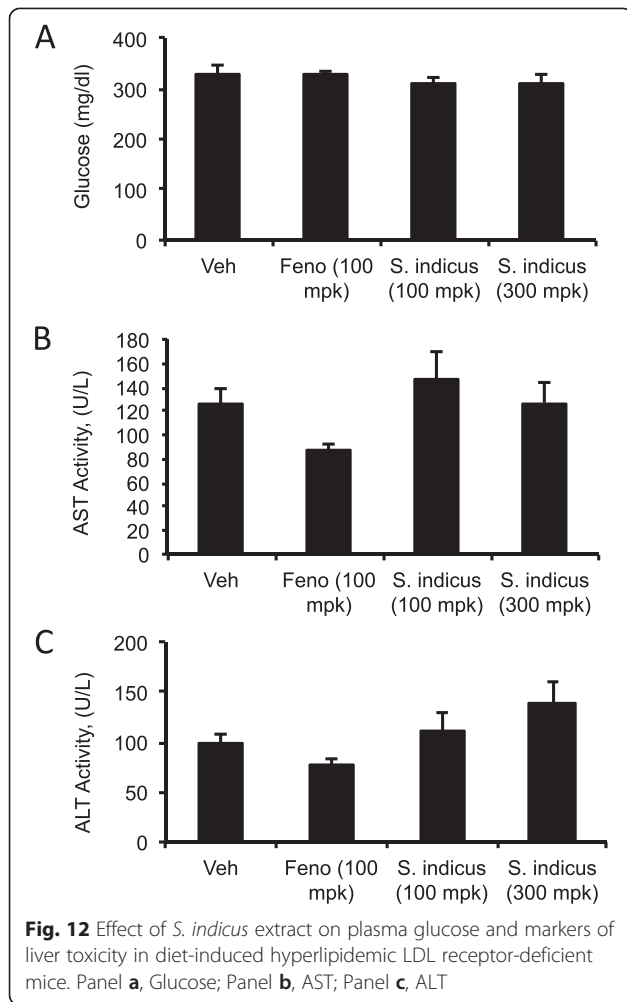 A
400
300
200
100
0
Glucose (mg/dl)
Veh
Feno (100 mpk)
S. indicus (100 mpk)
S. indicus (300 mpk)
B
180
160
140
120
100
80
60
40
20
0
AST Activity, (U/L)
Veh
Feno (100 mpk)
S. indicus (100 mpk)
S. indicus (300 mpk)
C
200
150
100
50
0
ALT Activity, (U/L)
Veh
Feno (100 mpk)
S. indicus (100 mpk)
S. indicus (300 mpk)
Fig. 12 Effect of S. indicus extract on plasma glucose and markers of
liver toxicity in diet-induced hyperlipidemic LDL receptor-deficient
mice. Panel a, Glucose; Panel b, AST; Panel c, ALT